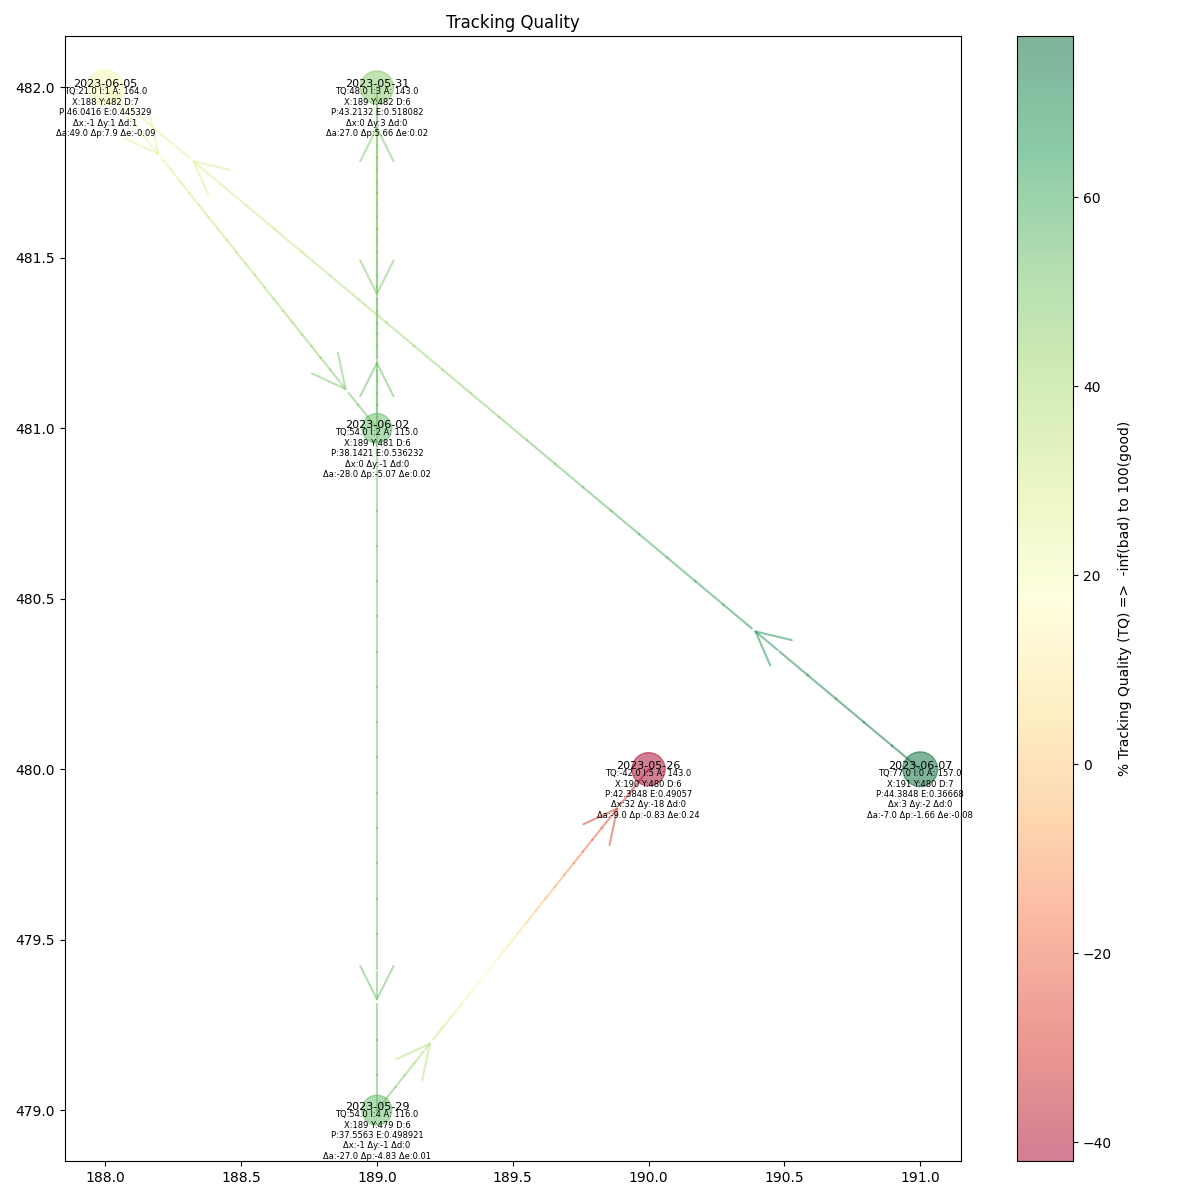 Tracking Quality
482.0
481.5
481.0
480.5
480.0
479.5
479.0
188.0
188.5
189.0
189.5
190.0
190.5
191.0
2023-06-05
TQ:21.0 I:1 A: 164.0
X:188 Y:482 D:7
P:46.0416 E:0.445329
Δx:-1 Δy:1 Δd:1
Δa:49.0 Δp:7.9 Δe:-0.09
2023-05-31
TQ:48.0 I:3 A: 143.0
X:189 Y:482 D:6
P:43.2132 E:0.518082
Δx:0 Δy:3 Δd:0
Δa:27.0 Δp:5.66 Δe:0.02
2023-06-02
TQ:54.0 I:2 A: 115.0
X:189 Y:481 D:6
P:38.1421 E:0.536232
Δx:0 Δy:-1 Δd:0
Δa:-28.0 Δp:-5.07 Δe:0.02
2023-05-26
TQ:-42.0 I:5 A: 143.0
X:190 Y:480 D:6
P:42.3848 E:0.49057
Δx:32 Δy:-18 Δd:0
Δa:-9.0 Δp:-0.83 Δe:0.24
2023-06-07
TQ:77.0 I:0 A: 157.0
X:191 Y:480 D:7
P:44.3848 E:0.36668
Δx:3 Δy:-2 Δd:0
Δa:-7.0 Δp:-1.66 Δe:-0.08
2023-05-29
TQ:54.0 I:4 A: 116.0
X:189 Y:479 D:6
P:37.5563 E:0.498921
Δx:-1 Δy:-1 Δd:0
Δa:-27.0 Δp:-4.83 Δe:0.01
60
40
20
0
−20
−40
% Tracking Quality (TQ) => -inf(bad) to 100(good)